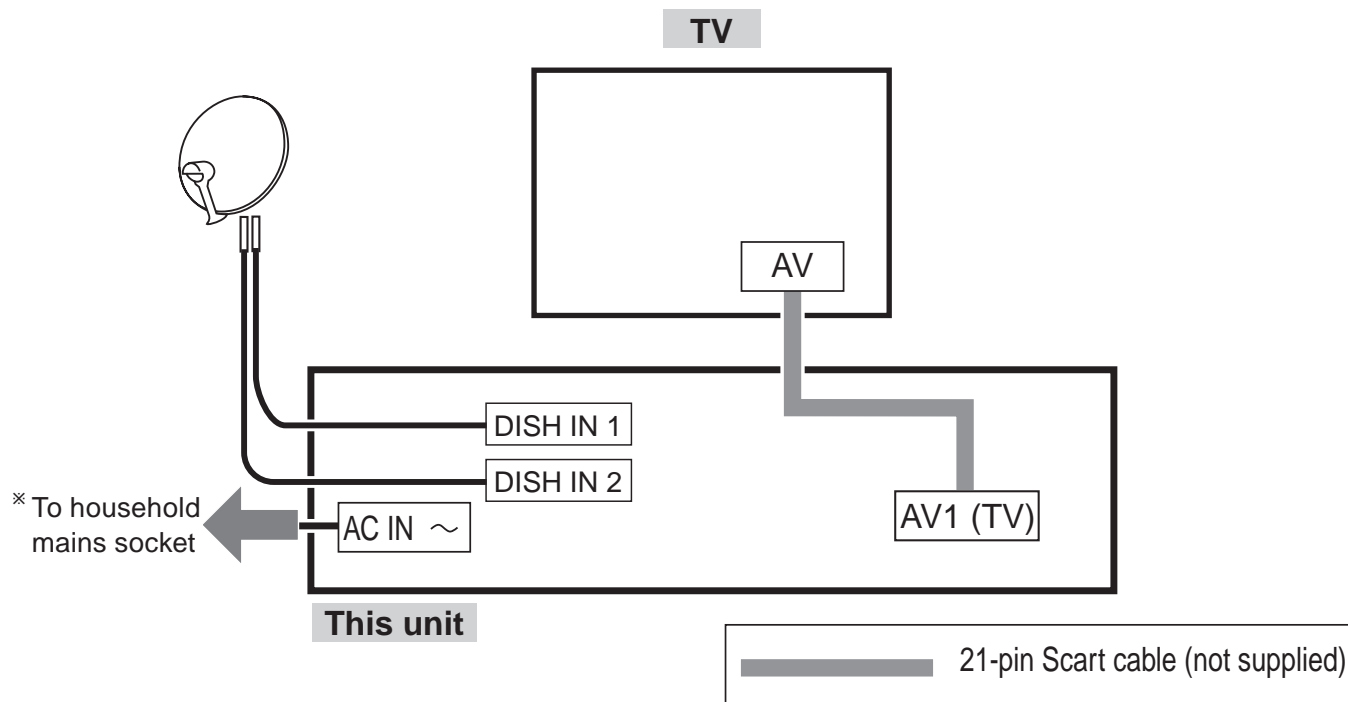 TV
AV
DISH IN 1
DISH IN 2
※ To household
mains socket
AC IN ～
AV1 (TV)
This unit
21-pin Scart cable (not supplied)